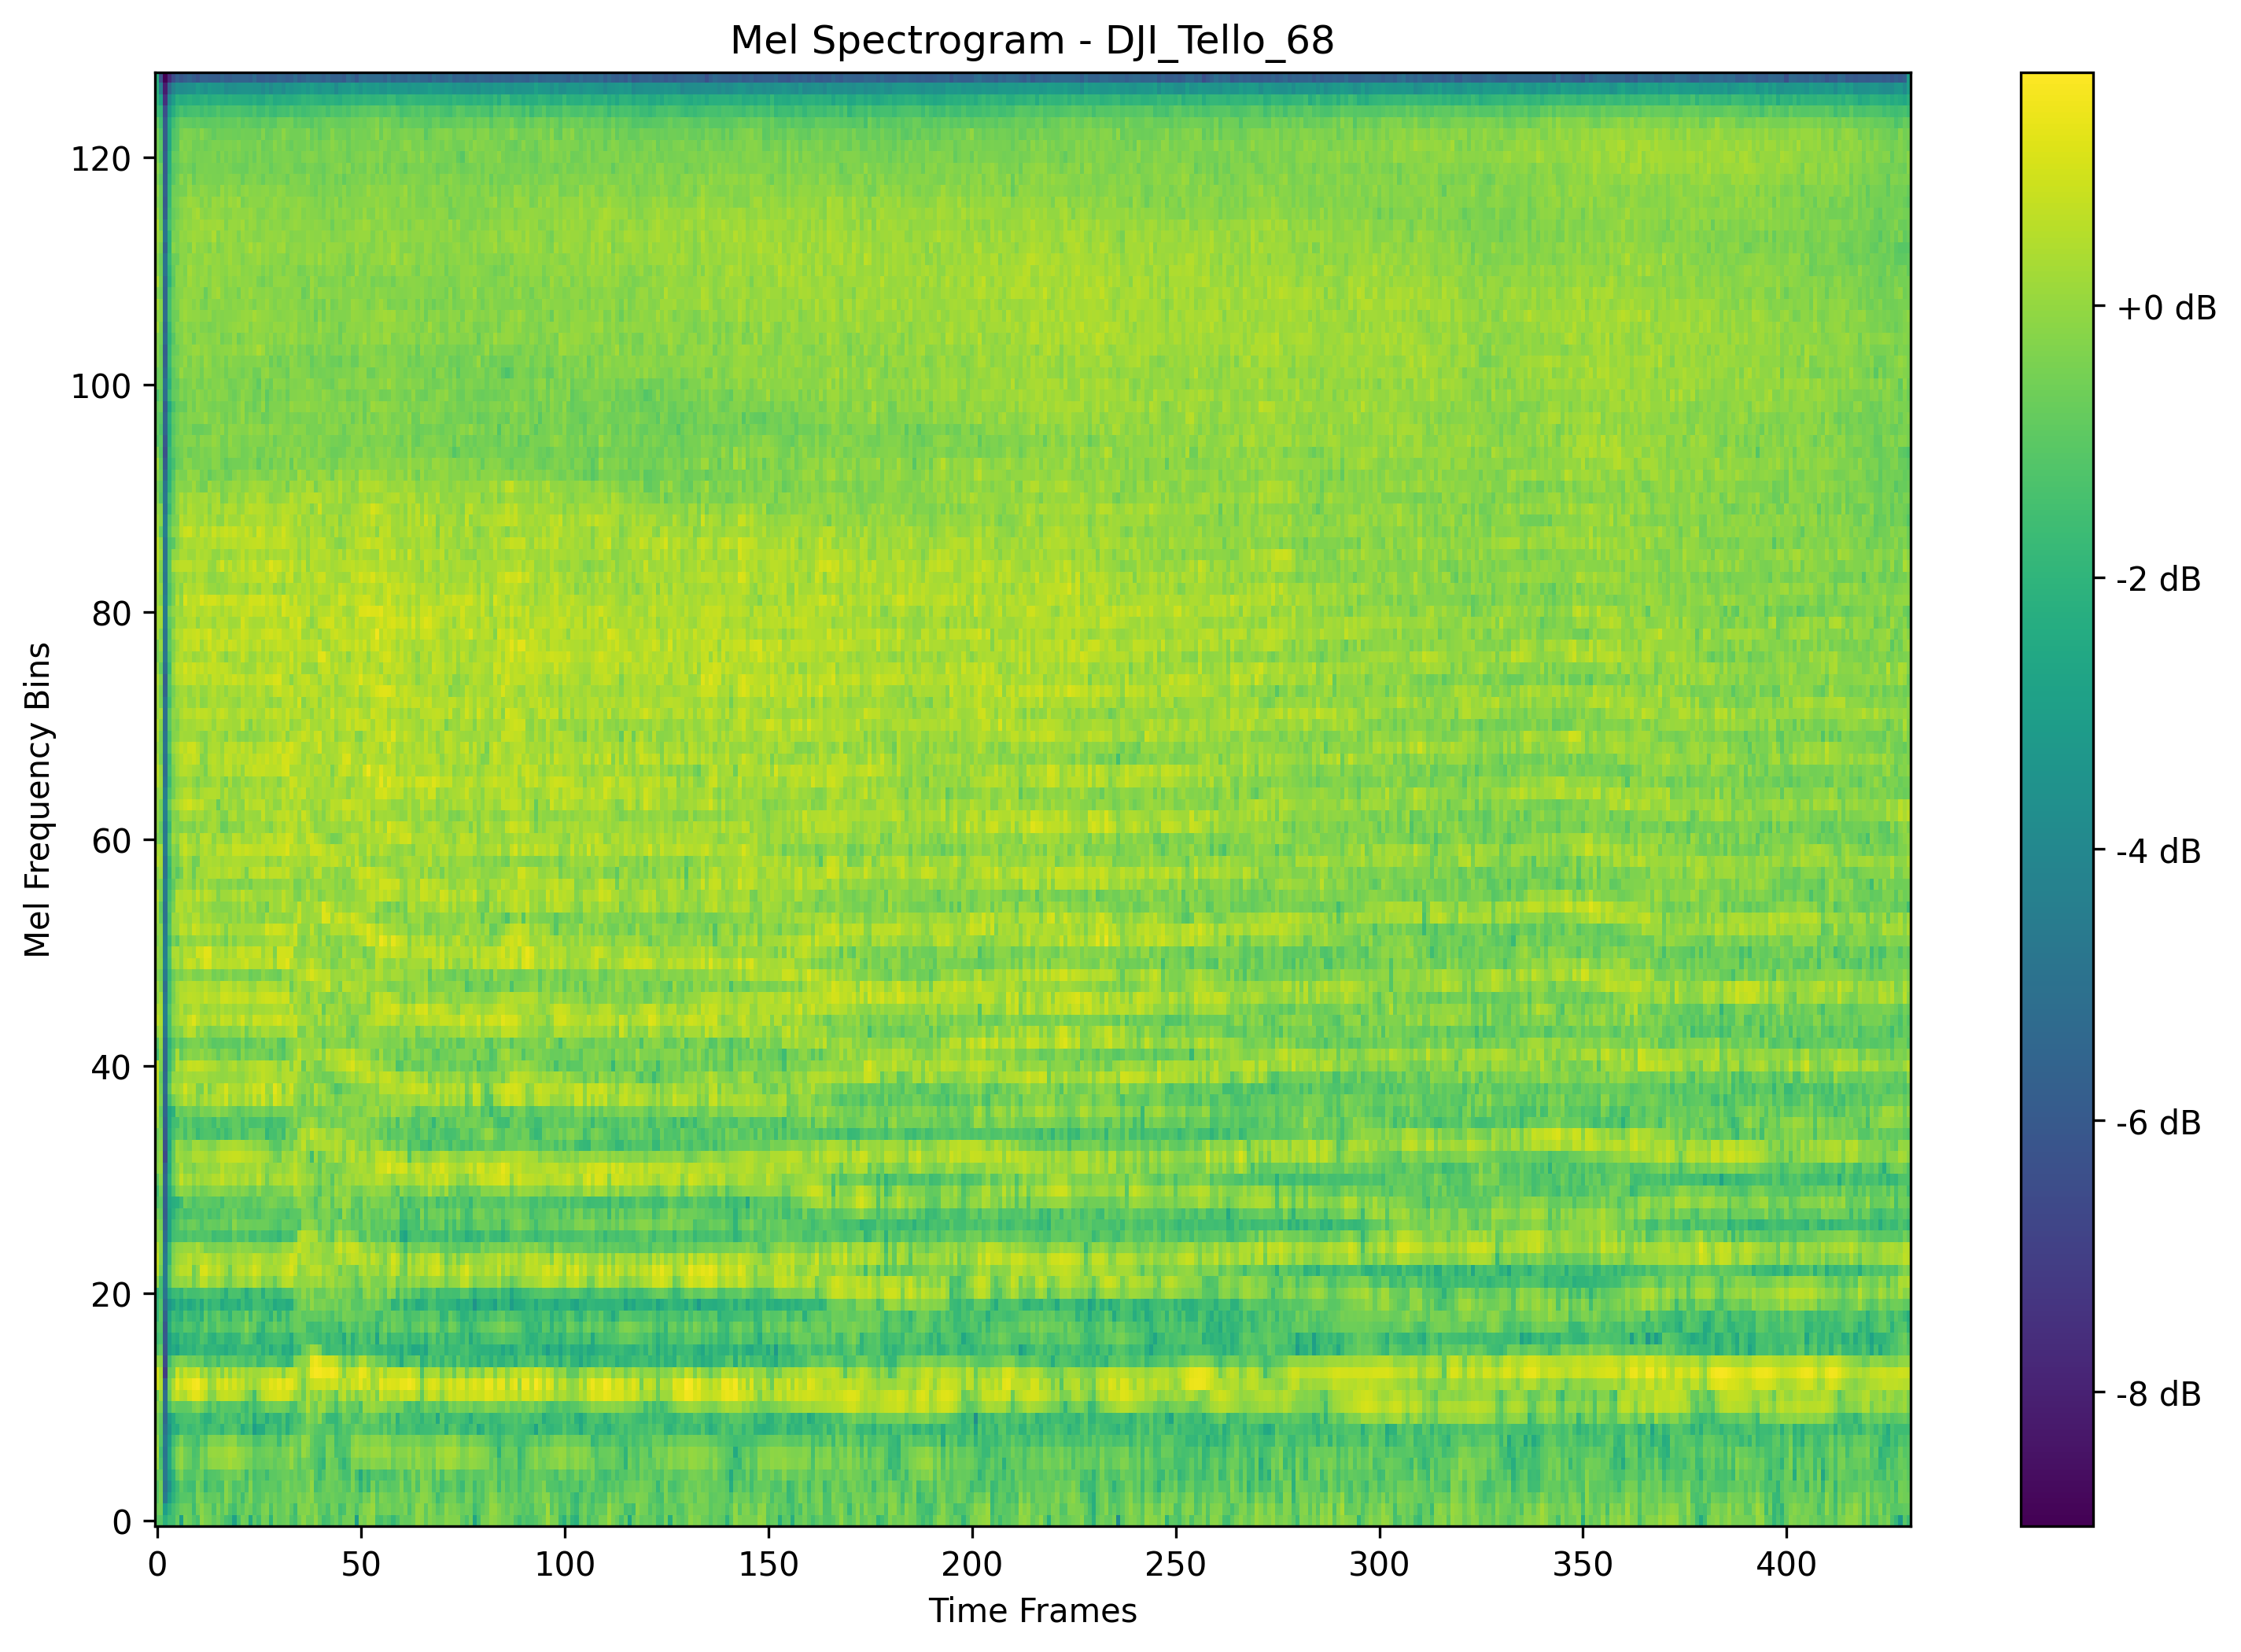 Mel Spectrogram - DJI_Tello_68
Mel Frequency Bins
120
100
80
60
40
20
0
0 50 100 150 200 250 300 350 400
Time Frames
+0 dB
-2 dB
-4 dB
-6 dB
-8 dB